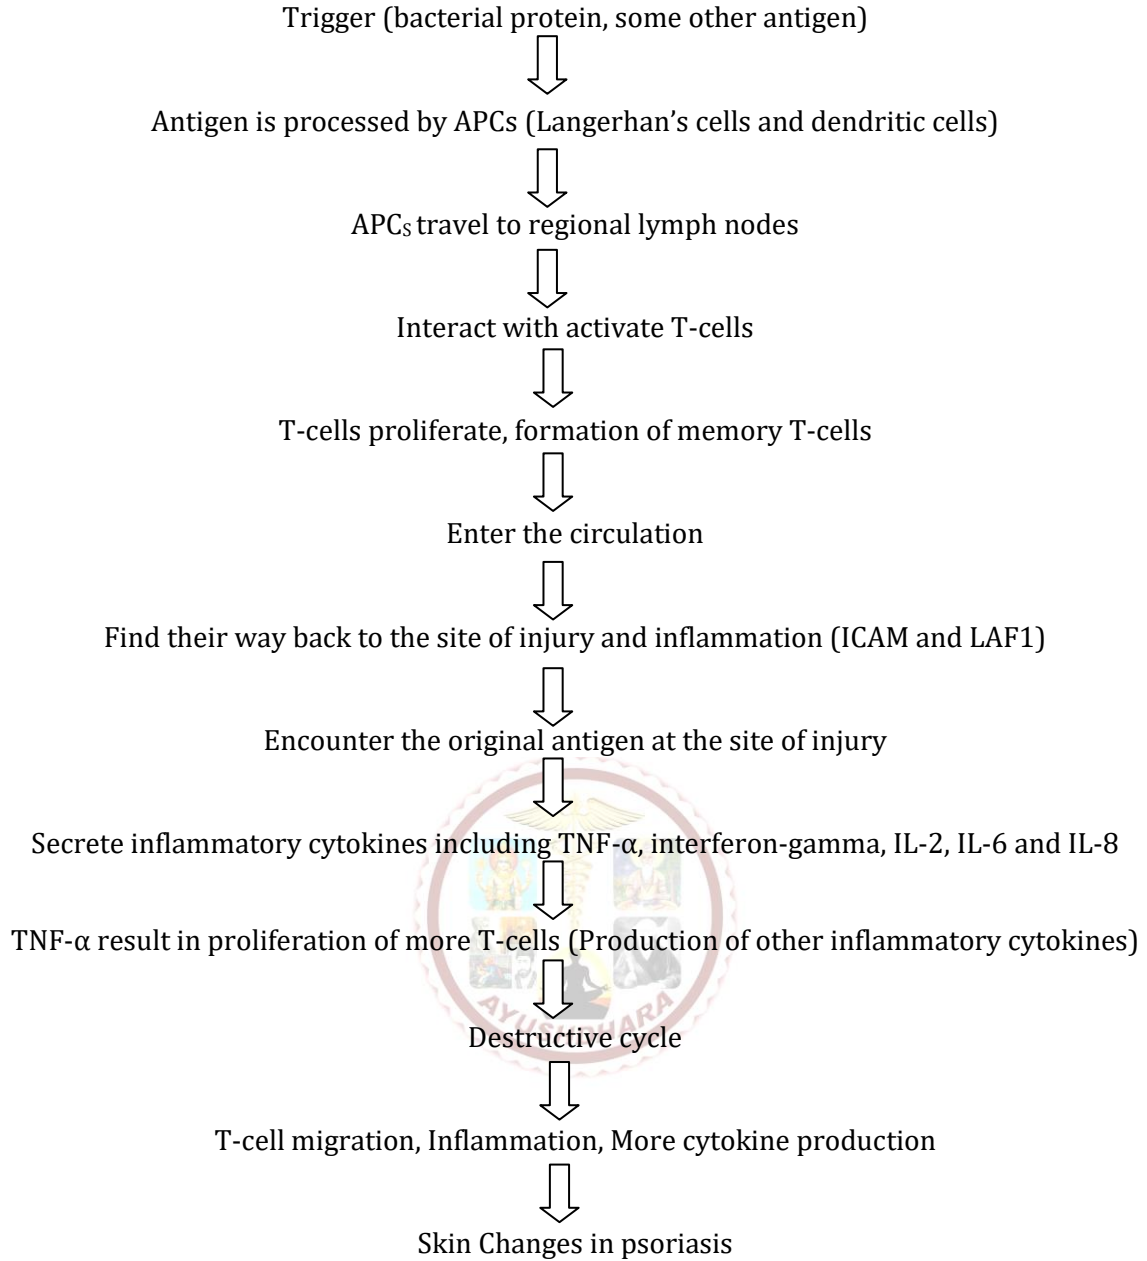 Trigger (bacterial protein, some other antigen)
Antigen is processed by APCs (Langerhan’s cells and dendritic cells)
APCs travel to regional lymph nodes
Interact with activate T-cells
T-cells proliferate, formation of memory T-cells
Enter the circulation
Find their way back to the site of injury and inflammation (ICAM and LAF1)
Encounter the original antigen at the site of injury
Secrete inflammatory cytokines including TNF-α, interferon-gamma, IL-2, IL-6 and IL-8
TNF-α result in proliferation of more T-cells (Production of other inflammatory cytokines)
AYUSHDHARA
Destructive cycle
T-cell migration, Inflammation, More cytokine production
Skin Changes in psoriasis